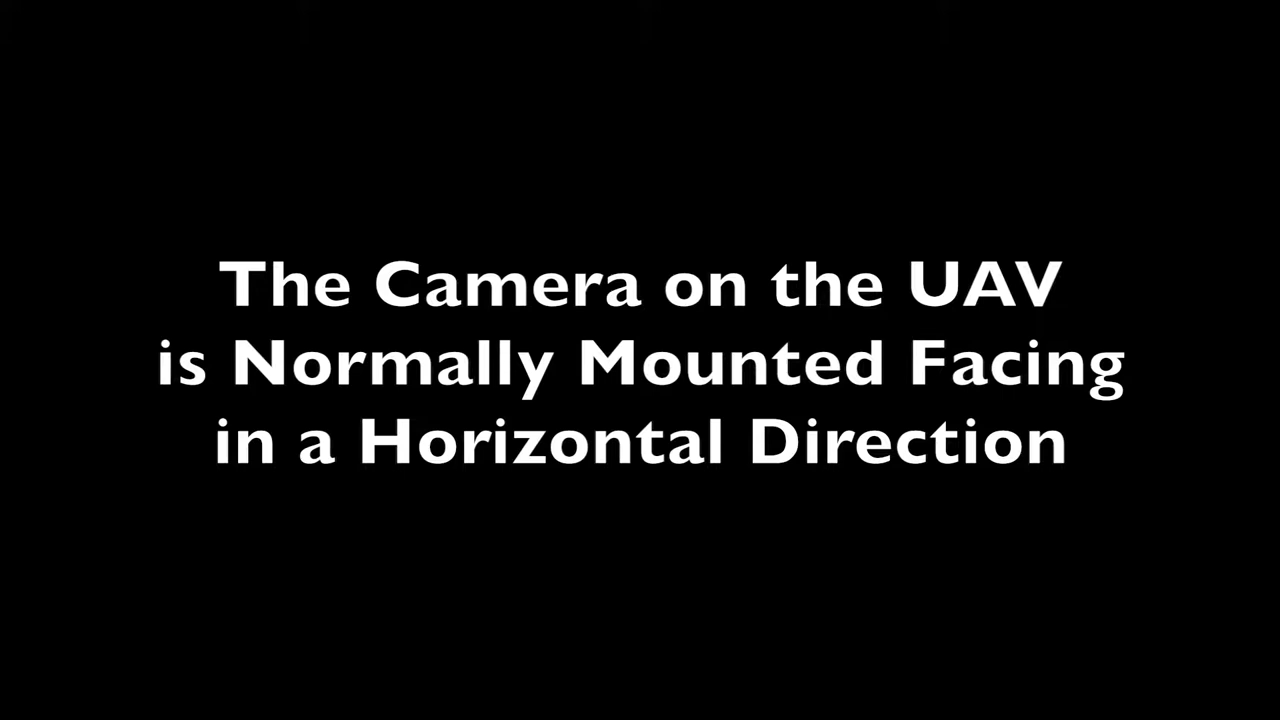 The Camera on the UAV
is Normally Mounted Facing
in a Horizontal Direction